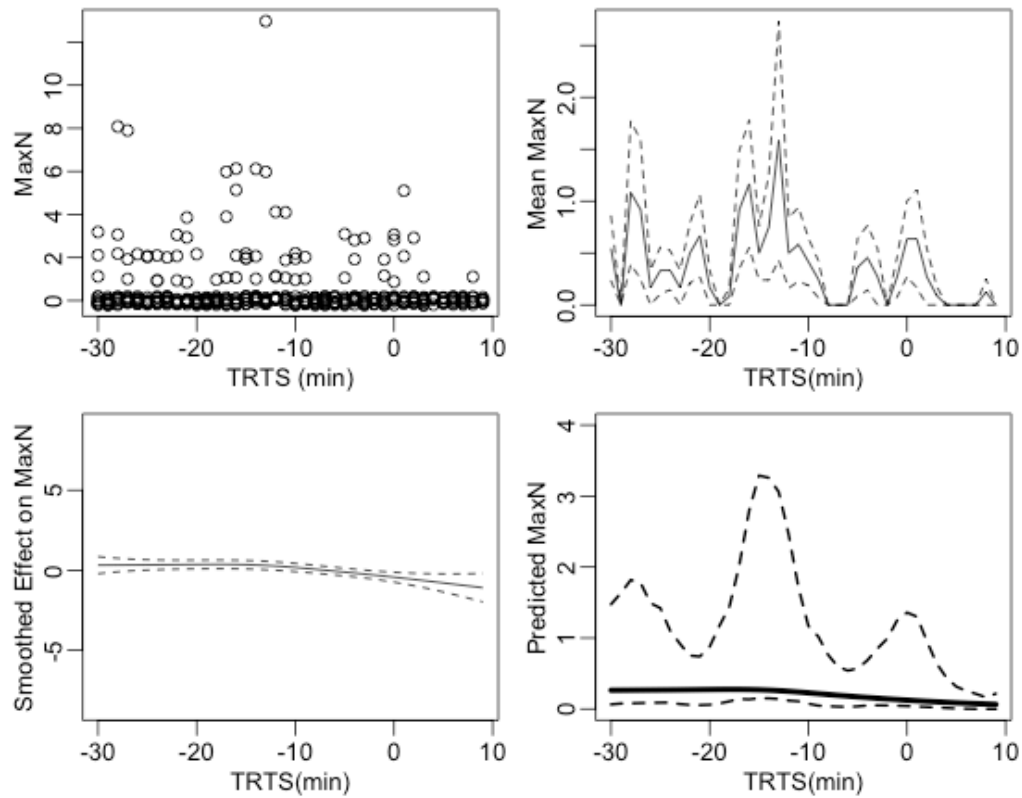 MaxN
0 2 4 6 8 10
-30 -20 -10 0 10
TRTS (min)
Mean MaxN
0.0 1.0 2.0
-30 -20 -10 0 10
TRTS(min)
Smoothed Effect on MaxN
-5 0 5
-30 -20 -10 0 10
TRTS(min)
Predicted MaxN
0 1 2 3 4
-30 -20 -10 0 10
TRTS(min)